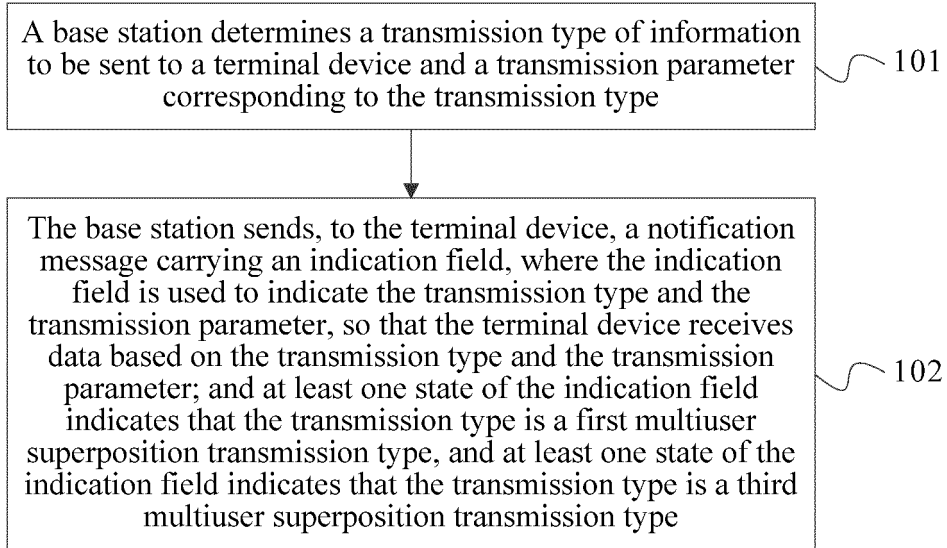 A base station determines a transmission type of information
to be sent to a terminal device and a transmission parameter
corresponding to the transmission type
101
The base station sends, to the terminal device, a notification
message carrying an indication field, where the indication
field is used to indicate the transmission type and the
transmission parameter, so that the terminal device receives
data based on the transmission type and the transmission
parameter; and at least one state of the indication field
indicates that the transmission type is a first multiuser
superposition transmission type, and at least one state of the
indication field indicates that the transmission type is a third
multiuser superposition transmission type
102